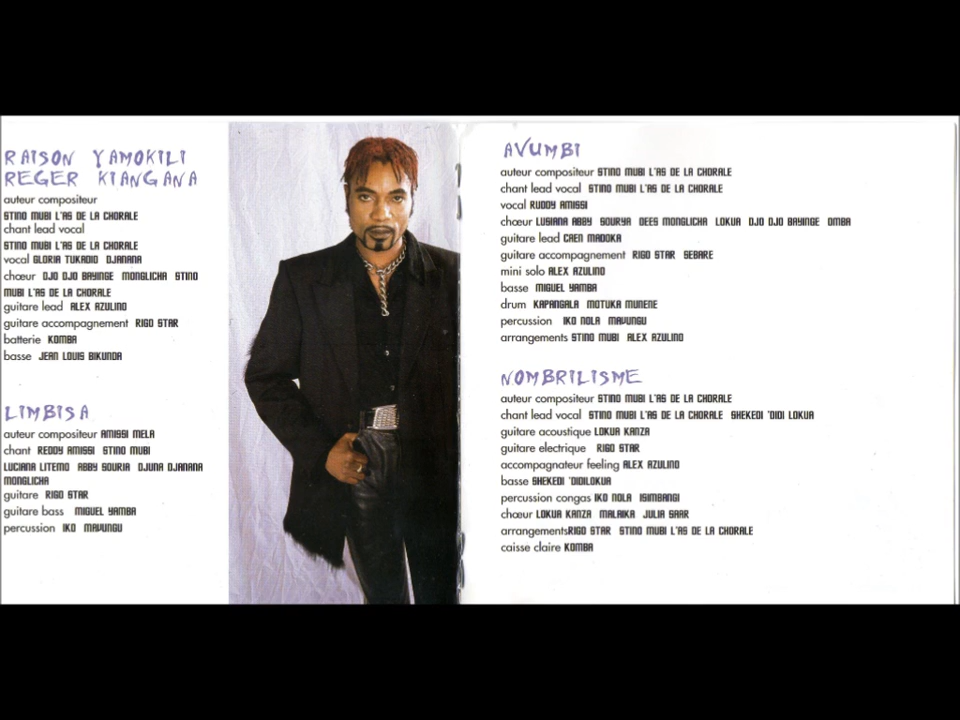 RAISON YAMOKILI
REGER KIANGANA
auteur compositeur
STINO MUBI L'AS DE LA CHORALE
chant lead vocal
STINO MUBI L'AS DE LA CHORALE
vocal GLORIA TUKADIO DJANANA
chœur DJO DJO BAYINGE MONGLICHA STINO
MUBI L'AS DE LA CHORALE
guitare lead ALEX AZULINO
guitare accompagnement RIGO STAR
batterie KOMBA
basse JEAN LOUIS BIKUNDA
LIMBISA
auteur compositeur AMISSI MELA
chant REDDY AMISSI STINO MUBI
LUCIANA LITEMO ABBY SOURIA DJUNA DJANANA
MONGLICHA
guitare RIGO STAR
guitare bass MIGUEL YAMBA
percussion IKO MAVUNGU
AVUMBI
auteur compositeur STINO MUBI L'AS DE LA CHORALE
chant lead vocal STINO MUBI L'AS DE LA CHORALE
vocal RUDDY AMISSI
chœur LUSIANA ABBY SOURYA DEES MONGLICHA LOKUA DJO DJO BAYINGE OMBA
guitare lead CAEN MADOKA
guitare accompagnement RIGO STAR SEBARE
mini solo ALEX AZULINO
basse MIGUEL YAMBA
drum KAPANGALA MOTUKA MUNENE
percussion IKO NOLA MAVUNGU
arrangements STINO MUBI ALEX AZULINO
NOMBRILISME
auteur compositeur STINO MUBI L'AS DE LA CHORALE
chant lead vocal STINO MUBI L'AS DE LA CHORALE SHEKEDI 'DIDI LOKUA
guitare acoustique LOKUA KANZA
guitare electrique RIGO STAR
accompagnateur feeling ALEX AZULINO
basse SHEKEDI 'DIDILOKUA
percussion congas IKO NOLA ISIMBANGI
chœur LOKUA KANZA MALAIKA JULIA SAAR
arrangementsRIGO STAR STINO MUBI L'AS DE LA CHORALE
caisse claire KOMBA